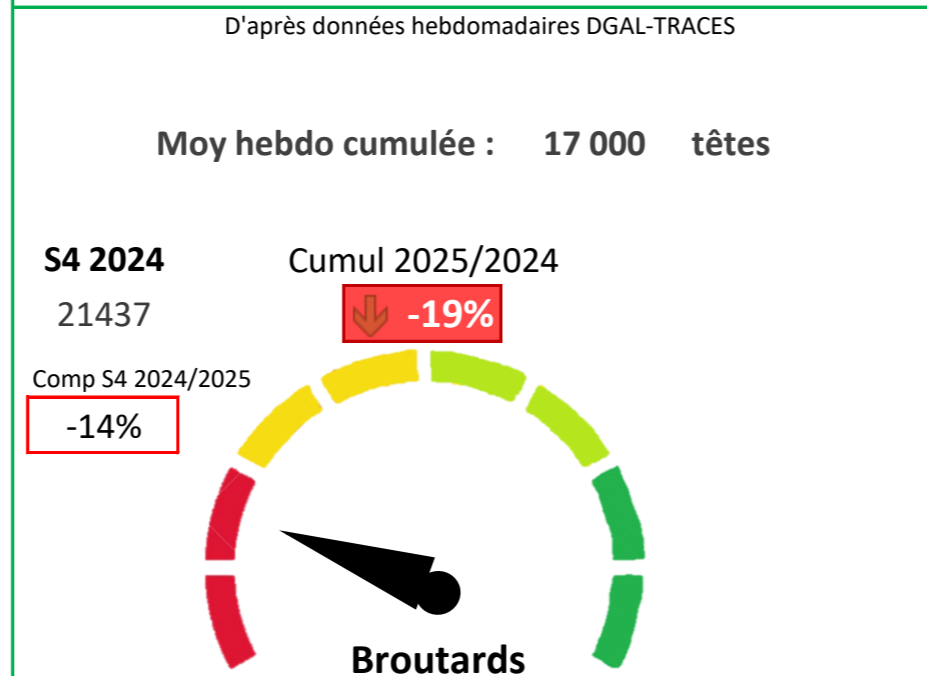 D'après données hebdomadaires DGAL-TRACES
Moy hebdo cumulée : 17 000 têtes
S4 2024 Cumul 2025/2024
21437 -19%
Comp S4 2024/2025
-14%
Broutards